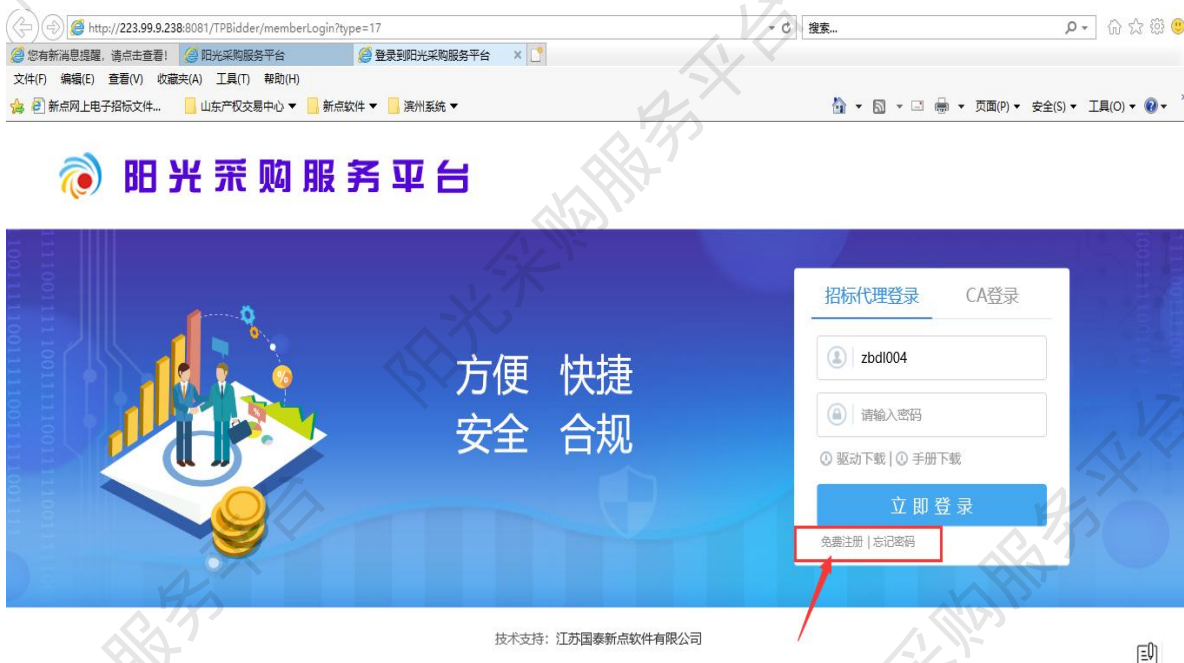 http://223.99.9.238:8081/TPBidder/memberLogin?type=17
搜索...
您有新消息提醒，请点击查看!
阳光采购服务平台
登录到阳光采购服务平台
文件(F) 编辑(E) 查看(V) 收藏夹(A) 工具(T) 帮助(H)
新点网上电子招标文件... 山东产权交易中心 新点软件 滨州系统
页面(P) 安全(S) 工具(O)
阳光采购服务平台
招标代理登录 CA登录
zbdl004
方便 快捷
请输入密码
安全 合规
驱动下载 | 手册下载
立即登录
免费注册 | 忘记密码
技术支持：江苏国泰新点软件有限公司
阳光采购服务平台